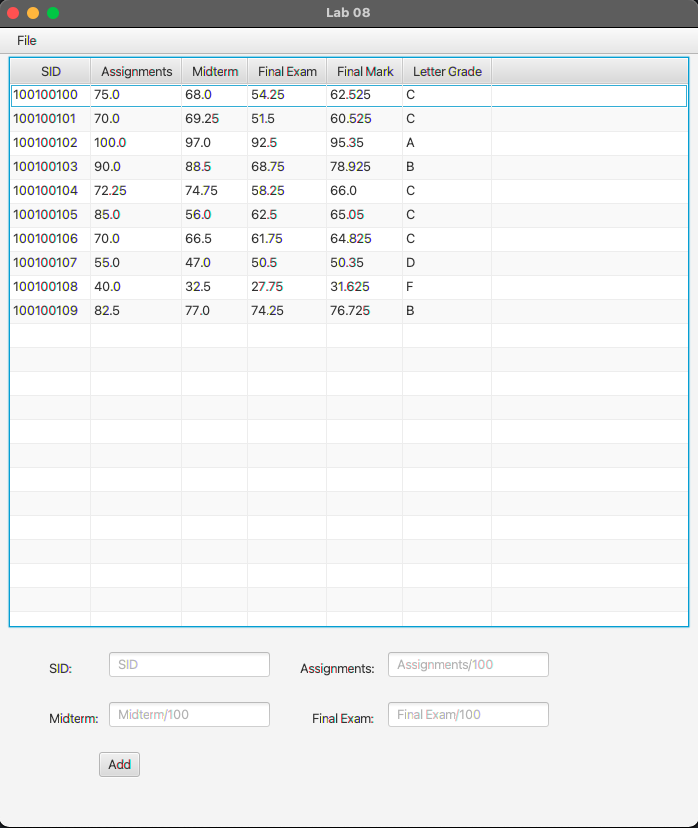 Lab 08
File
SID Assignments Midterm Final Exam Final Mark Letter Grade
100100100 75.0 68.0 54.25 62.525 C
100100101 70.0 69.25 51.5 60.525 C
100100102 100.0 97.0 92.5 95.35 A
100100103 90.0 88.5 68.75 78.925 B
100100104 72.25 74.75 58.25 66.0 C
100100105 85.0 56.0 62.5 65.05 C
100100106 70.0 66.5 61.75 64.825 C
100100107 55.0 47.0 50.5 50.35 D
100100108 40.0 32.5 27.75 31.625 F
100100109 82.5 77.0 74.25 76.725 B
SID: SID Assignments: Assignments/100
Midterm: Midterm/100 Final Exam: Final Exam/100
Add